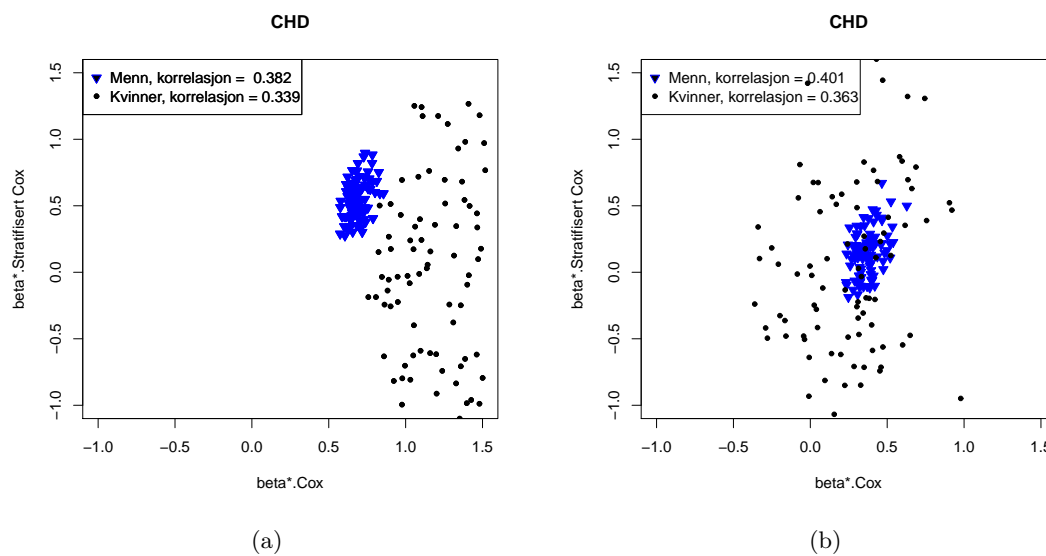 CHD
Menn, korrelasjon = 0.382
Kvinner, korrelasjon = 0.339
1.5
1.0
0.5
0.0
−0.5
−1.0
beta*.Stratifisert Cox
−1.0 −0.5 0.0 0.5 1.0 1.5
beta*.Cox
(a)
CHD
Menn, korrelasjon = 0.401
Kvinner, korrelasjon = 0.363
1.5
1.0
0.5
0.0
−0.5
−1.0
beta*.Stratifisert Cox
−1.0 −0.5 0.0 0.5 1.0 1.5
beta*.Cox
(b)